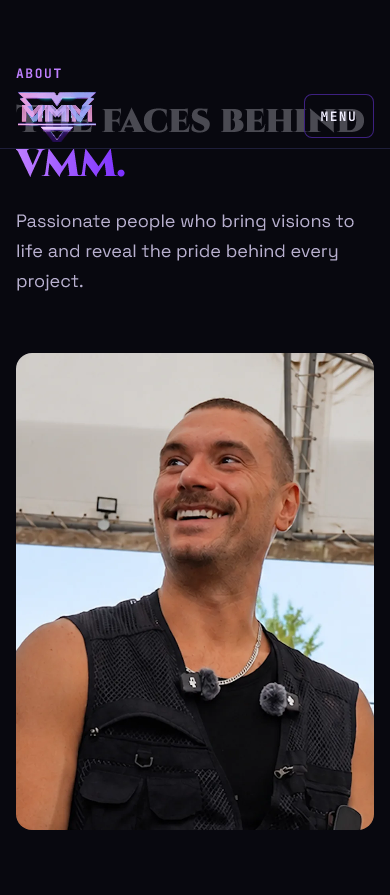 ABOUT
MMM
THE FACES BEHIND
MENU
VMM.
Passionate people who bring visions to
life and reveal the pride behind every
project.